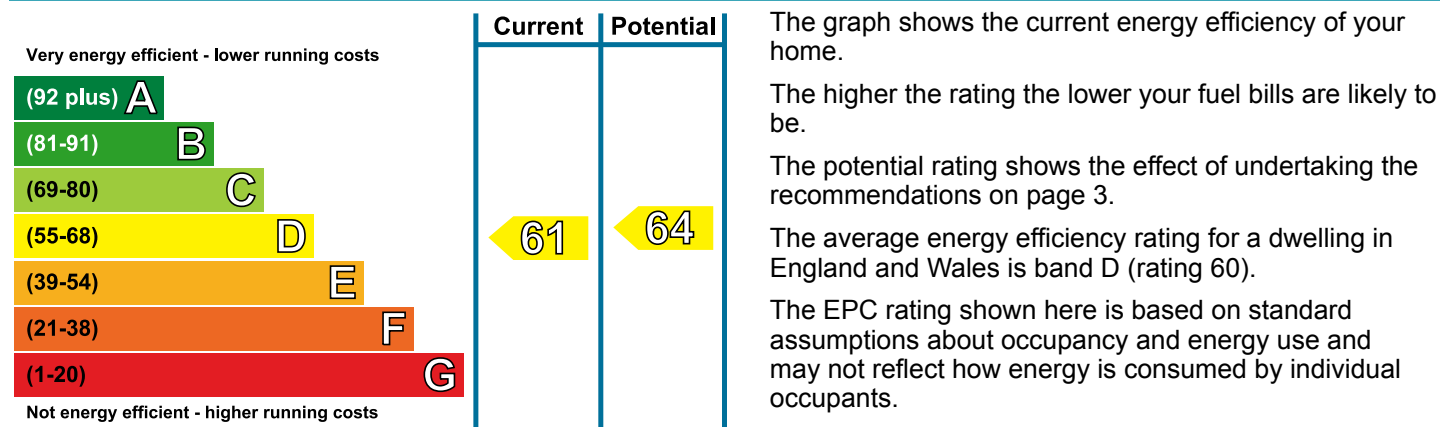 Current Potential
Very energy efficient - lower running costs
(92 plus) A
(81-91) B
(69-80) C
(55-68) D
61
64
(39-54) E
(21-38) F
(1-20) G
Not energy efficient - higher running costs
The graph shows the current energy efficiency of your
home.
The higher the rating the lower your fuel bills are likely to
be.
The potential rating shows the effect of undertaking the
recommendations on page 3.
The average energy efficiency rating for a dwelling in
England and Wales is band D (rating 60).
The EPC rating shown here is based on standard
assumptions about occupancy and energy use and
may not reflect how energy is consumed by individual
occupants.